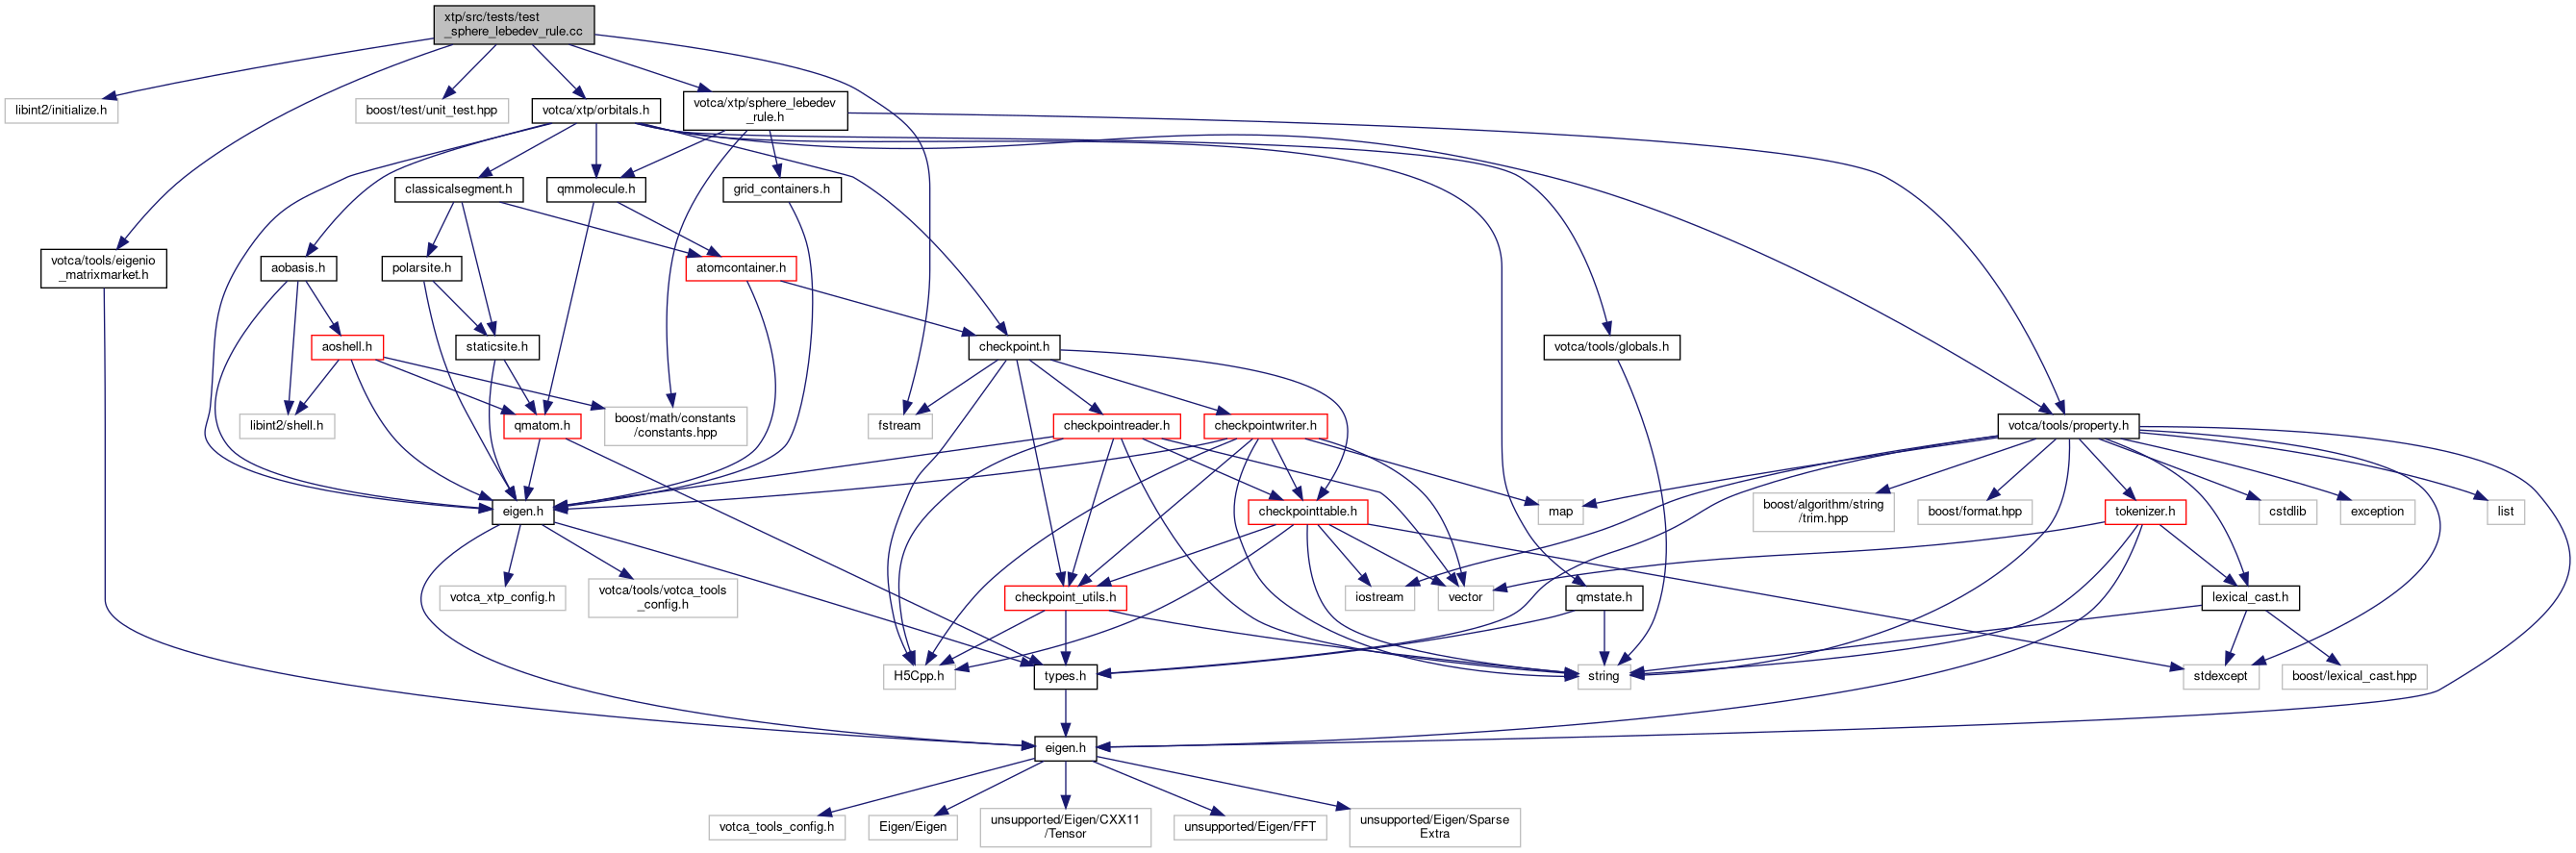 xtp/src/tests/test
_sphere_lebedev_rule.cc
libint2/initialize.h
boost/test/unit_test.hpp
votca/xtp/orbitals.h
votca/xtp/sphere_lebedev
_rule.h
classicalsegment.h
qmmolecule.h
grid_containers.h
votca/tools/eigenio
_matrixmarket.h
aobasis.h
polarsite.h
atomcontainer.h
aoshell.h
staticsite.h
checkpoint.h
votca/tools/globals.h
libint2/shell.h
qmatom.h
boost/math/constants
/constants.hpp
fstream
checkpointreader.h
checkpointwriter.h
votca/tools/property.h
eigen.h
checkpointtable.h
map
boost/algorithm/string
/trim.hpp
boost/format.hpp
tokenizer.h
cstdlib
exception
list
votca_xtp_config.h
votca/tools/votca_tools
_config.h
checkpoint_utils.h
iostream
vector
qmstate.h
lexical_cast.h
H5Cpp.h
types.h
string
stdexcept
boost/lexical_cast.hpp
eigen.h
votca_tools_config.h
Eigen/Eigen
unsupported/Eigen/CXX11
/Tensor
unsupported/Eigen/FFT
unsupported/Eigen/Sparse
Extra